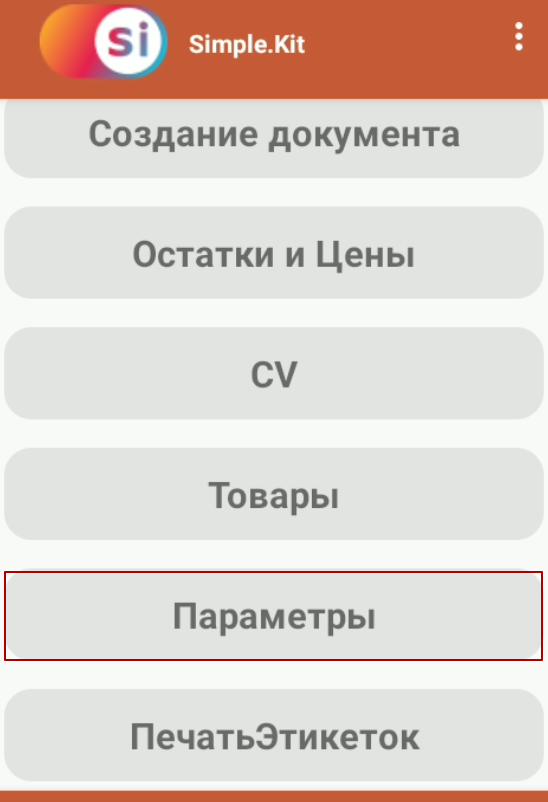 si
Simple.Kit
Создание документа
Остатки и Цены
CV
Товары
Параметры
ПечатьЭтикеток